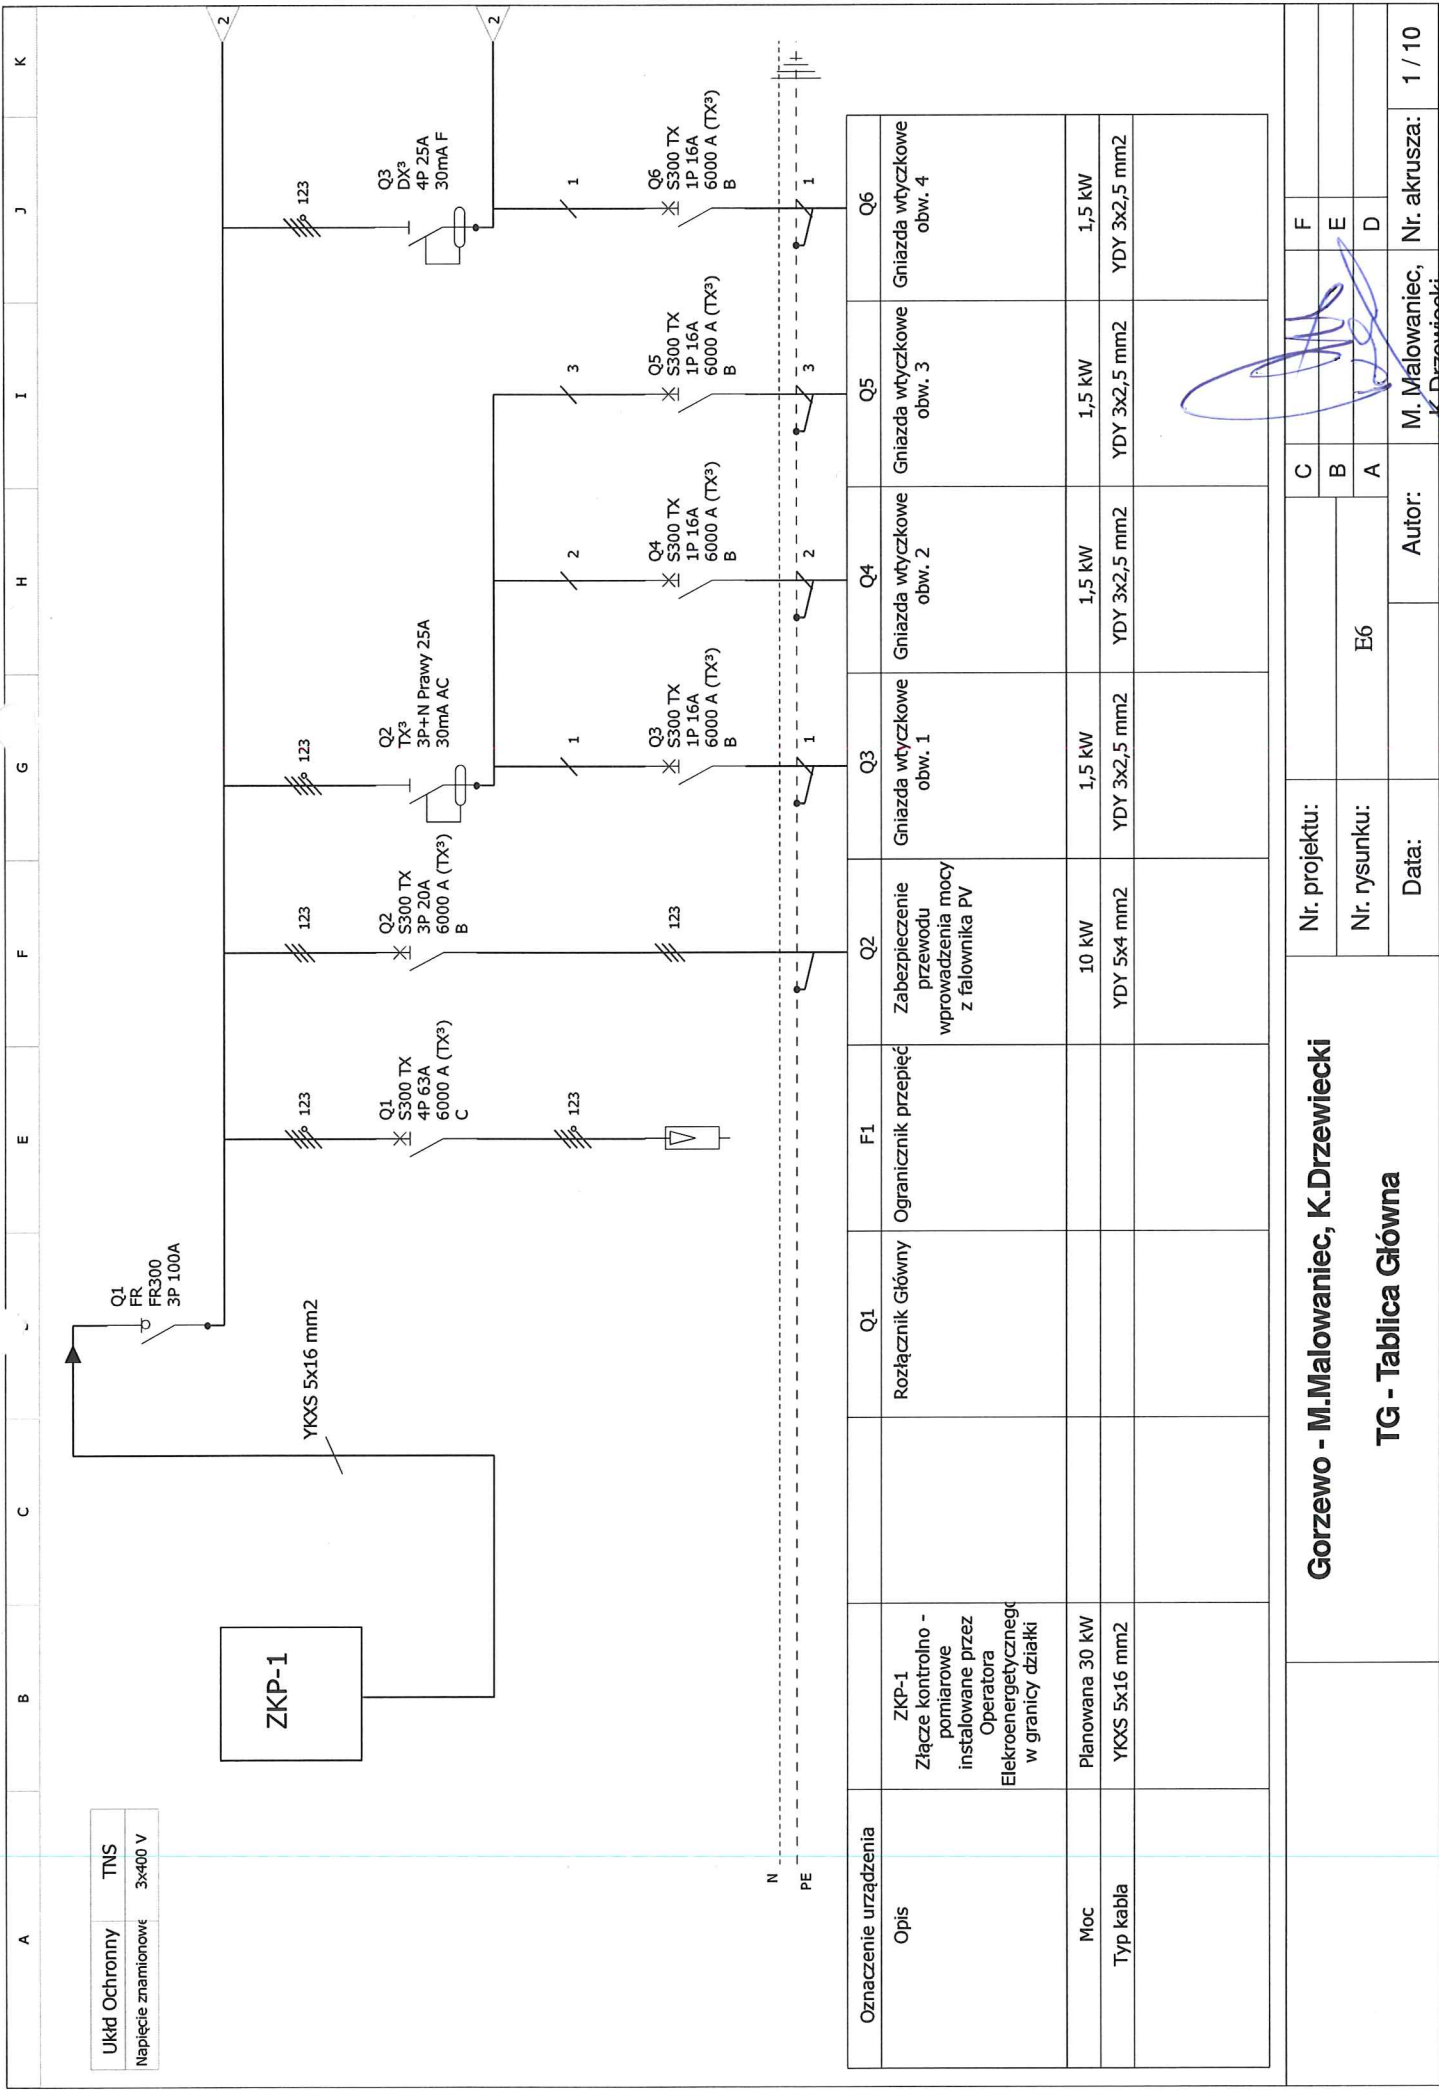 A
B
C
E
F
G
H
I
J
K
Układ Ochronny TNS
Napięcie znamionowe 3x400 V
ZKP-1
YKXS 5x16 mm2
Q1
FR
FR300
3P 100A
2
2
123
Q1
S300 TX
4P 63A
6000 A (TX³)
C
123
123
Q2
S300 TX
3P 20A
6000 A (TX³)
B
123
123
Q2
TX³
3P+N Prawy 25A
30mA AC
123
Q3
DX³
4P 25A
30mA F
1
Q3
S300 TX
1P 16A
6000 A (TX³)
B
1
2
Q4
S300 TX
1P 16A
6000 A (TX³)
B
2
3
Q5
S300 TX
1P 16A
6000 A (TX³)
B
3
1
Q6
S300 TX
1P 16A
6000 A (TX³)
B
1
N
PE
Oznaczenie urządzenia Q1 F1 Q2 Q3 Q4 Q5 Q6
Opis
ZKP-1
Złącze kontrolno -
pomiarowe
instalowane przez
Operatora
Elekroenergetycznego
w granicy działki
Rozłącznik Główny
Ogranicznik przepięć
Zabezpieczenie
przewodu
wprowadzenia mocy
z falownika PV
Gniazda wtyczkowe
obw. 1
Gniazda wtyczkowe
obw. 2
Gniazda wtyczkowe
obw. 3
Gniazda wtyczkowe
obw. 4
Moc Planowana 30 kW 10 kW 1,5 kW 1,5 kW 1,5 kW 1,5 kW
Typ kabla YKXS 5x16 mm2 YDY 5x4 mm2 YDY 3x2,5 mm2 YDY 3x2,5 mm2 YDY 3x2,5 mm2 YDY 3x2,5 mm2
Gorzewo - M.Malowaniec, K.Drzewiecki
TG - Tablica Główna
Nr. projektu:
Nr. rysunku: E6
Data:
C F
B E
A D
Autor: M. Malowaniec,
K.Drzewiecki
Nr. akrusza: 1 / 10